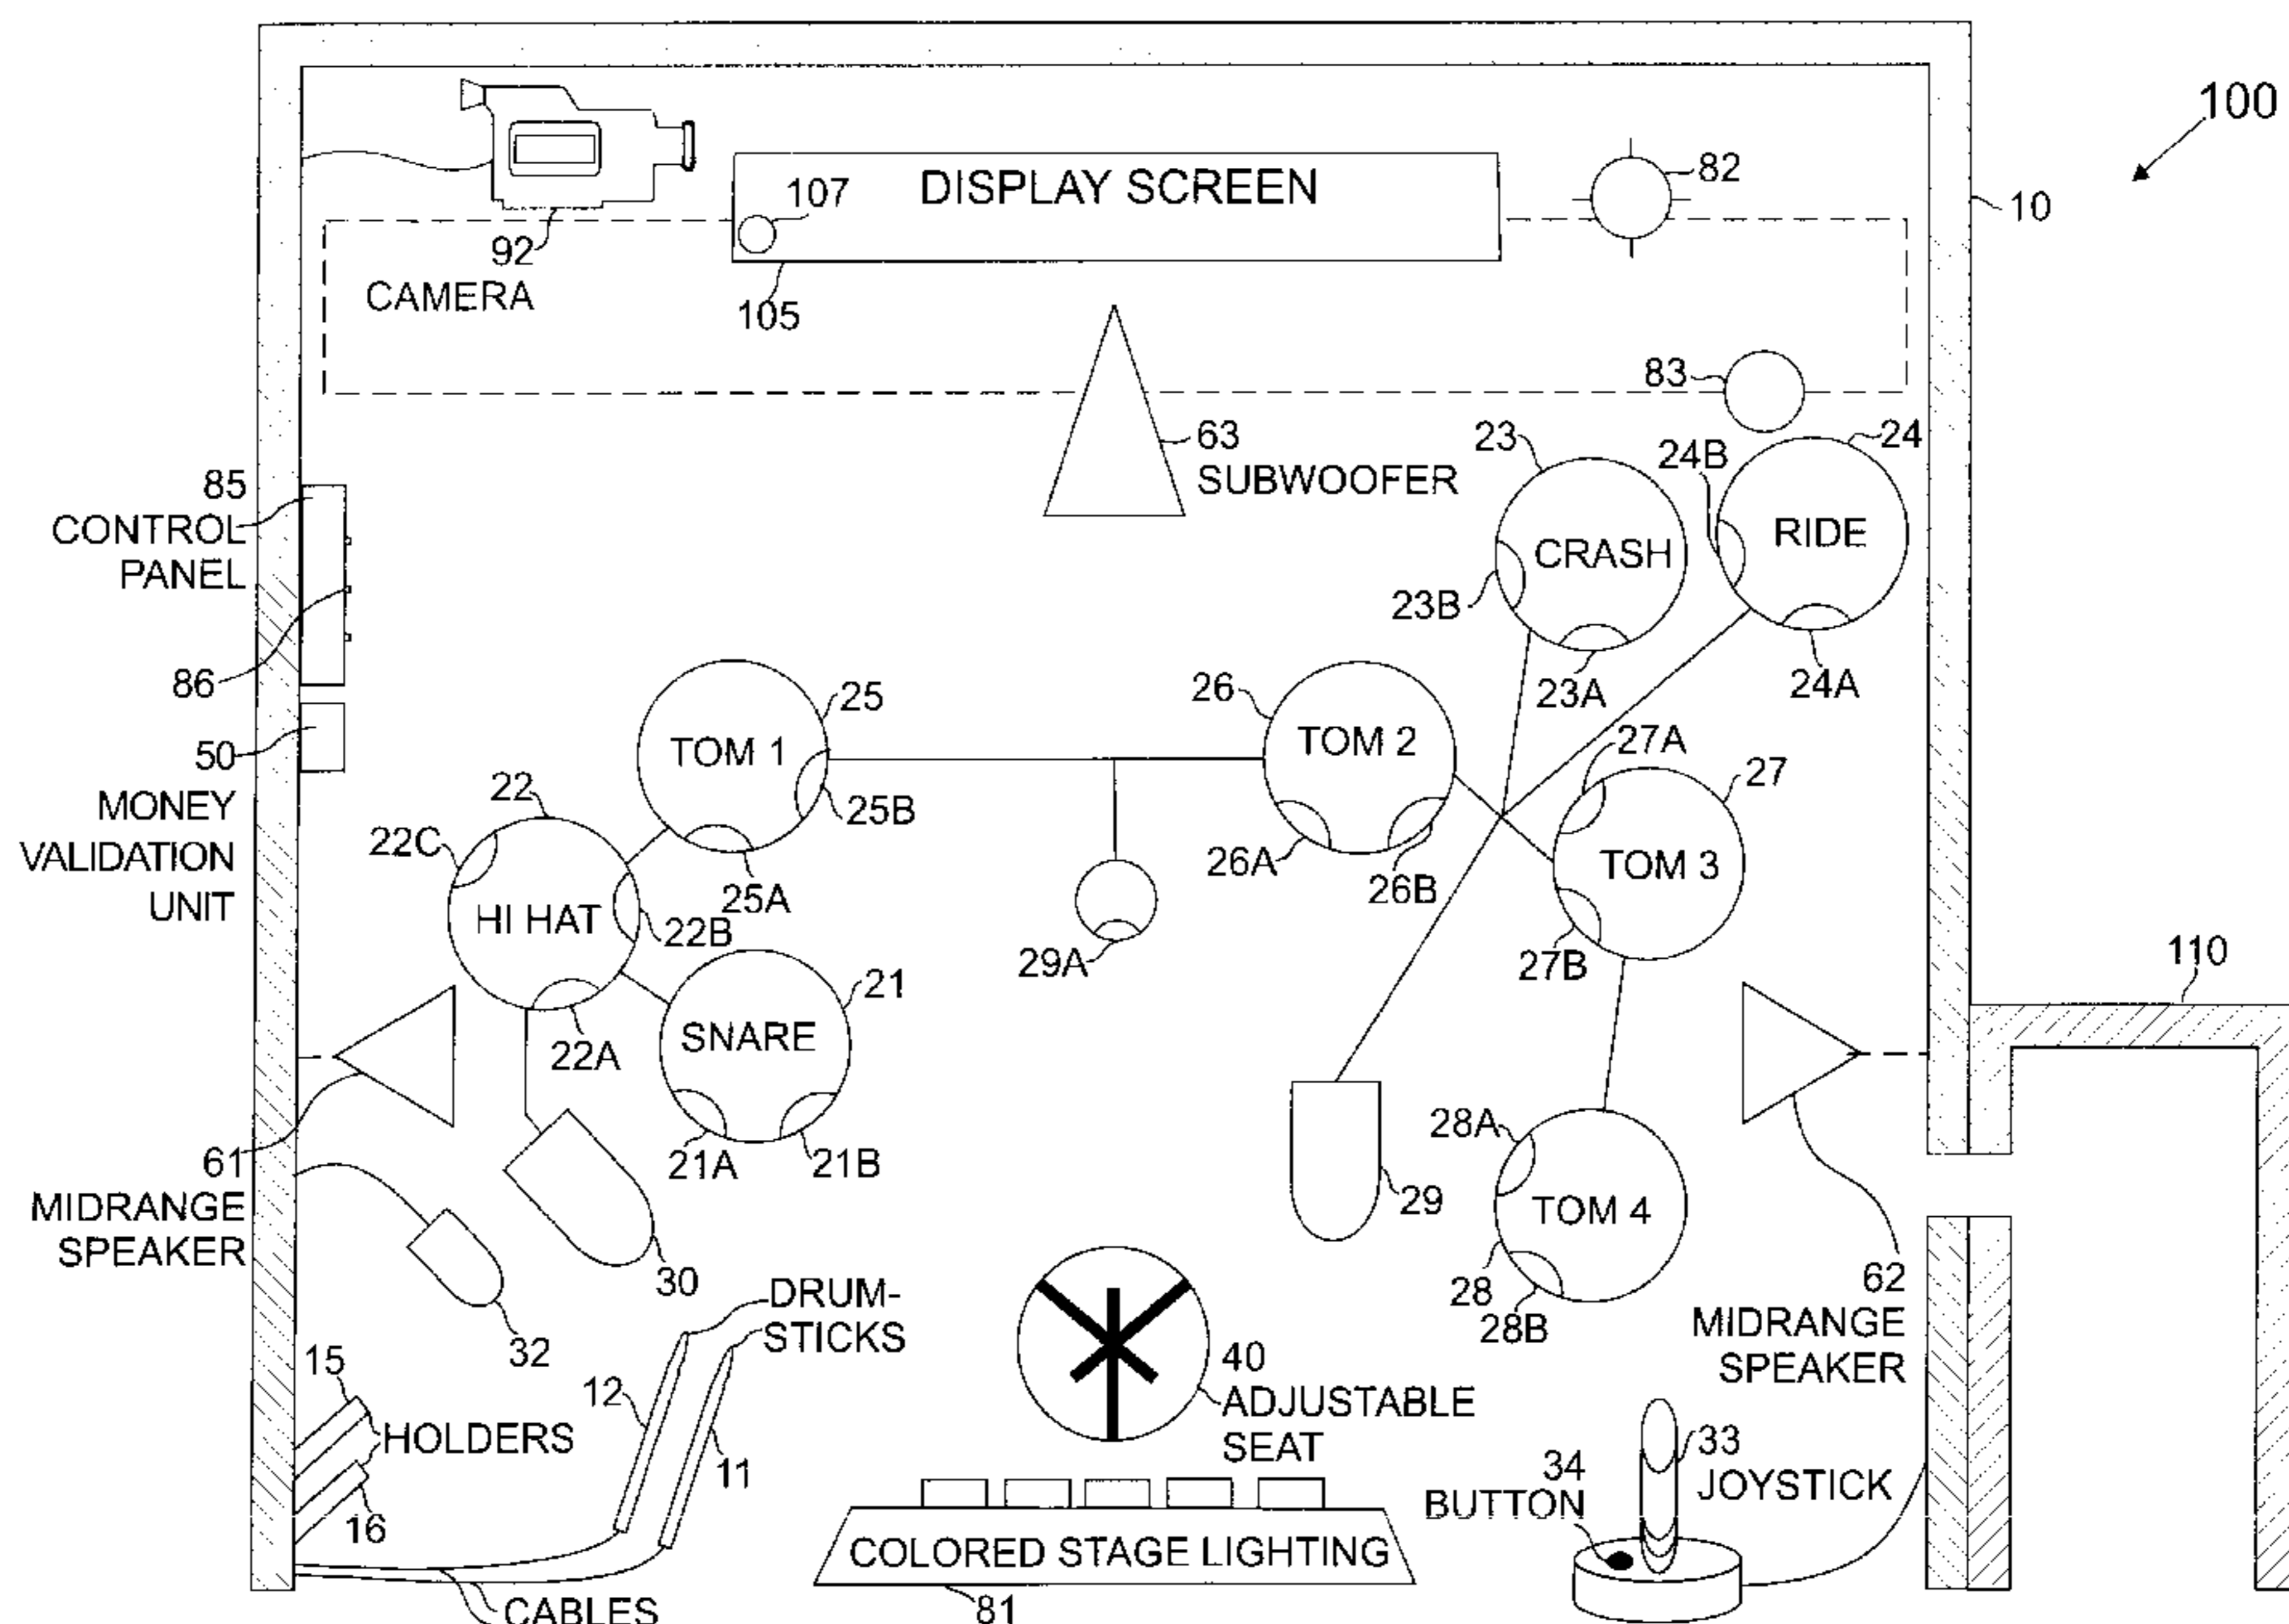 100
DISPLAY SCREEN
82
107
10
92
CAMERA
105
83
63
SUBWOOFER
23
24B
24
85
CONTROL
PANEL
CRASH
RIDE
23B
86
23A
24A
25
26
TOM 1
TOM 2
27A
27
50
MONEY
VALIDATION
UNIT
22
25B
22C
26A
26B
TOM 3
25A
HI HAT
22B
29A
27B
110
21
SNARE
22A
28A
61
MIDRANGE
SPEAKER
21A
21B
29
TOM 4
30
28
28B
62
MIDRANGE
SPEAKER
DRUM-
STICKS
32
15
12
40
ADJUSTABLE
SEAT
HOLDERS
11
33
JOYSTICK
34
BUTTON
16
COLORED STAGE LIGHTING
CABLES
81